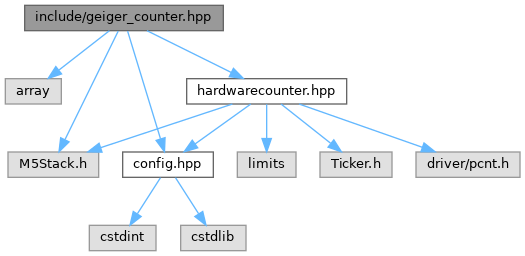 include/geiger_counter.hpp
array
hardwarecounter.hpp
M5Stack.h
config.hpp
limits
Ticker.h
driver/pcnt.h
cstdint
cstdlib